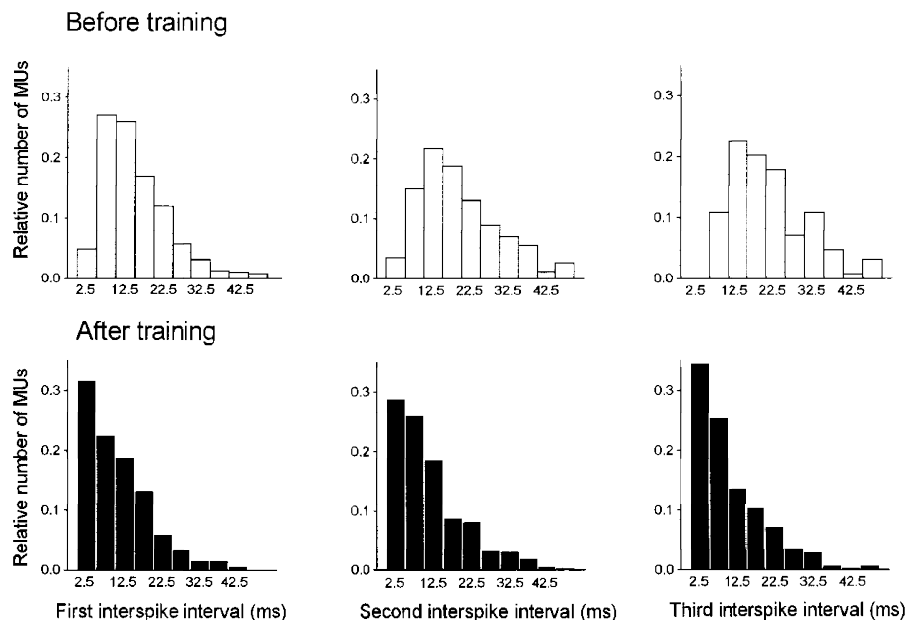 Before training
Relative number of MUs
0.3
0.2
0.1
0.0
2.5 12.5 22.5 32.5 42.5
0.3
0.2
0.1
0.0
2.5 12.5 22.5 32.5 42.5
0.3
0.2
0.1
0.0
2.5 12.5 22.5 32.5 42.5
After training
Relative number of MUs
0.3
0.2
0.1
0.0
2.5 12.5 22.5 32.5 42.5
First interspike interval (ms)
0.3
0.2
0.1
0.0
2.5 12.5 22.5 32.5 42.5
Second interspike interval (ms)
0.3
0.2
0.1
0.0
2.5 12.5 22.5 32.5 42.5
Third interspike interval (ms)